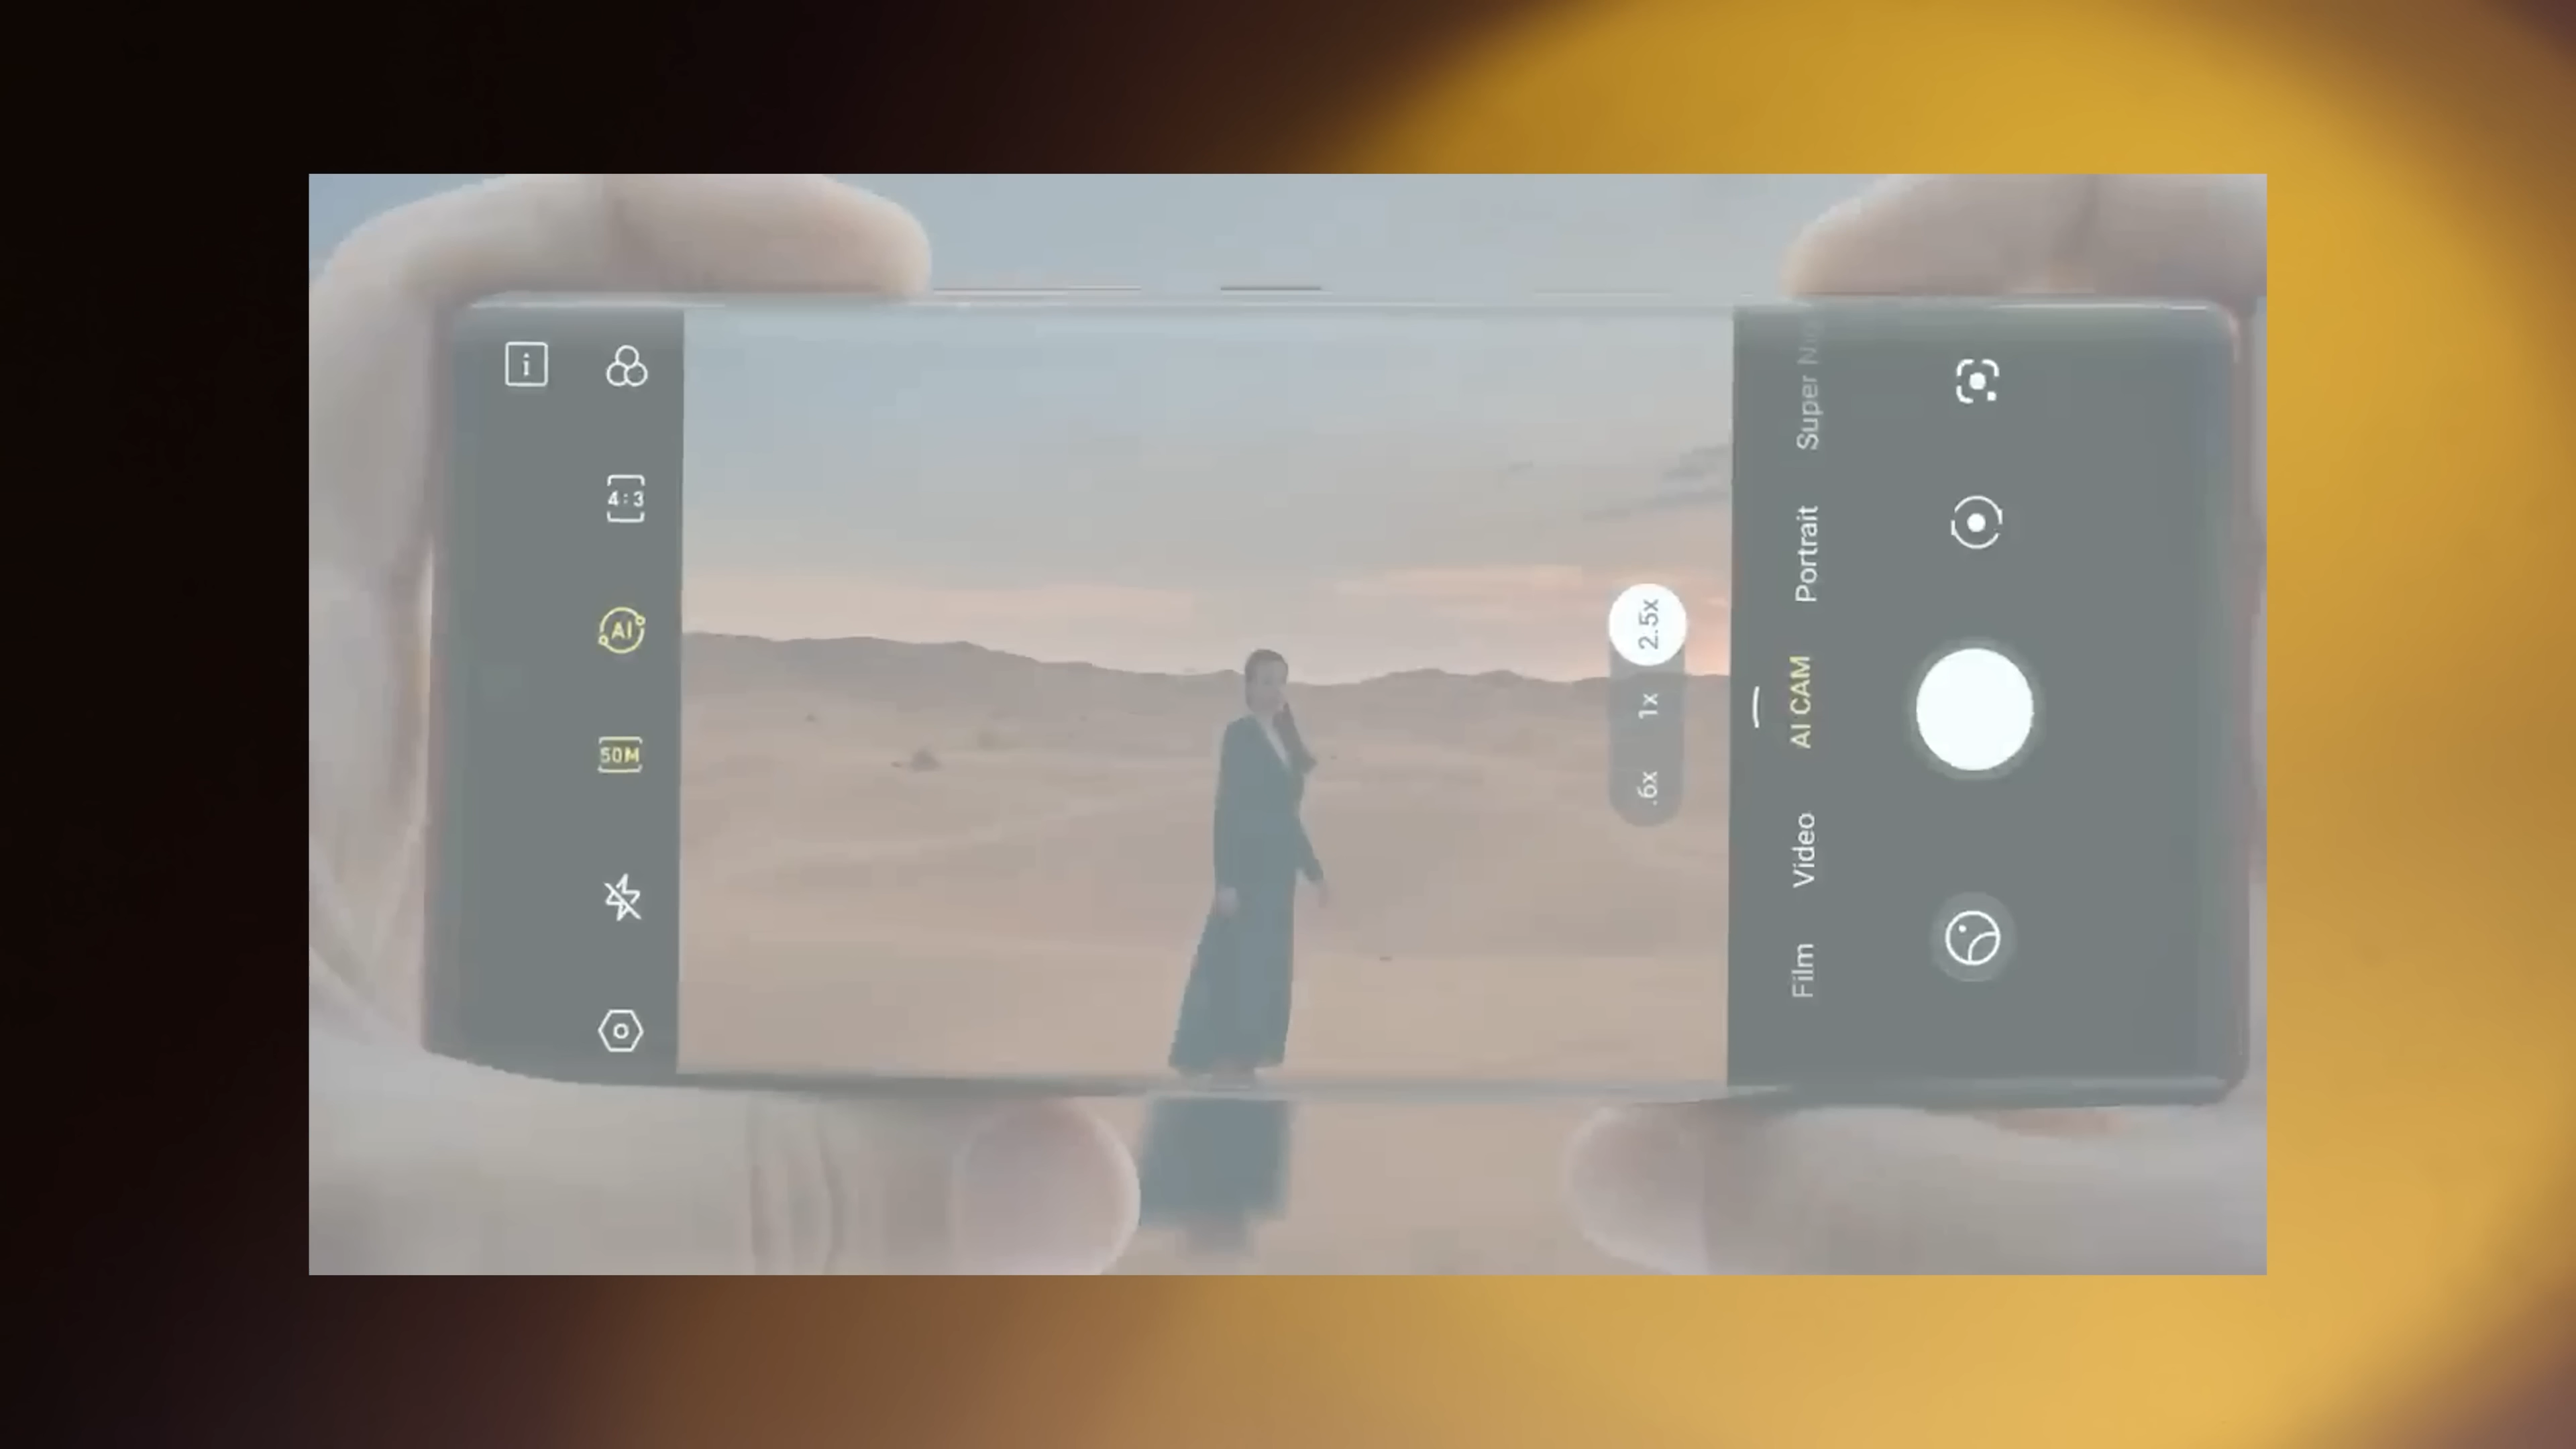 i
4:3
AI
50M
2.5x
1x
.6x
Super
Portrait
AI CAM
Video
Film